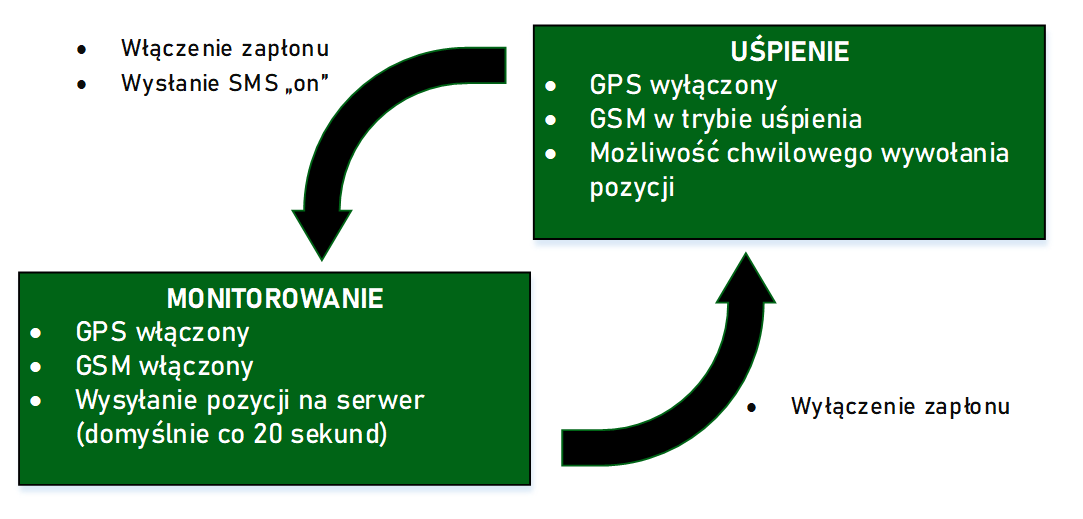 • Włączenie zapłonu
• Wysłanie SMS „on”
UŚPIENIE
• GPS wyłączony
• GSM w trybie uśpienia
• Możliwość chwilowego wywołania
pozycji
MONITOROWANIE
• GPS włączony
• GSM włączony
• Wysyłanie pozycji na serwer
(domyślnie co 20 sekund)
• Wyłączenie zapłonu